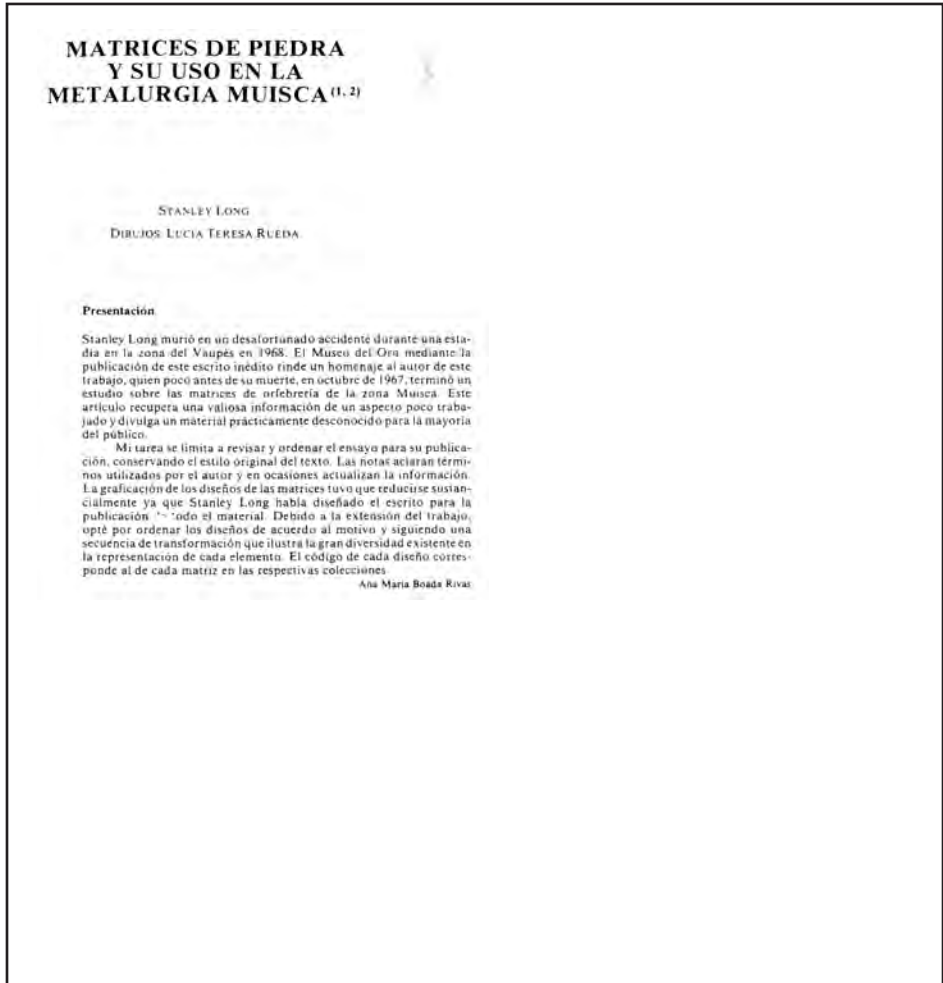 MATRICES DE PIEDRA
Y SU USO EN LA
METALURGIA MUISCA (1, 2)
STANLEY LONG
DIBUJOS: LUCIA TERESA RUEDA
Presentación
Stanley Long murió en un desafortunado accidente durante una esta-
día en la zona del Vaupés en 1968. El Museo del Oro mediante la
publicación de este escrito inédito rinde un homenaje al autor de este
trabajo, quien poco antes de su muerte, en octubre de 1967, terminó un
estudio sobre las matrices de orfebrería de la zona Muisca. Este
artículo recupera una valiosa información de un aspecto poco traba-
jado y divulga un material prácticamente desconocido para la mayoría
del público.
Mi tarea se limita a revisar y ordenar el ensayo para su publica-
ción, conservando el estilo original del texto. Las notas aclaran térmi-
nos utilizados por el autor y en ocasiones actualizan la información.
La graficación de los diseños de las matrices tuvo que reducirse sustan-
cialmente ya que Stanley Long había diseñado el escrito para la
publicación todo el material. Debido a la extensión del trabajo,
opté por ordenar los diseños de acuerdo al motivo y siguiendo una
secuencia de transformación que ilustra la gran diversidad existente en
la representación de cada elemento. El código de cada diseño corres-
ponde al de cada matriz en las respectivas colecciones
Ana María Boada Rivas